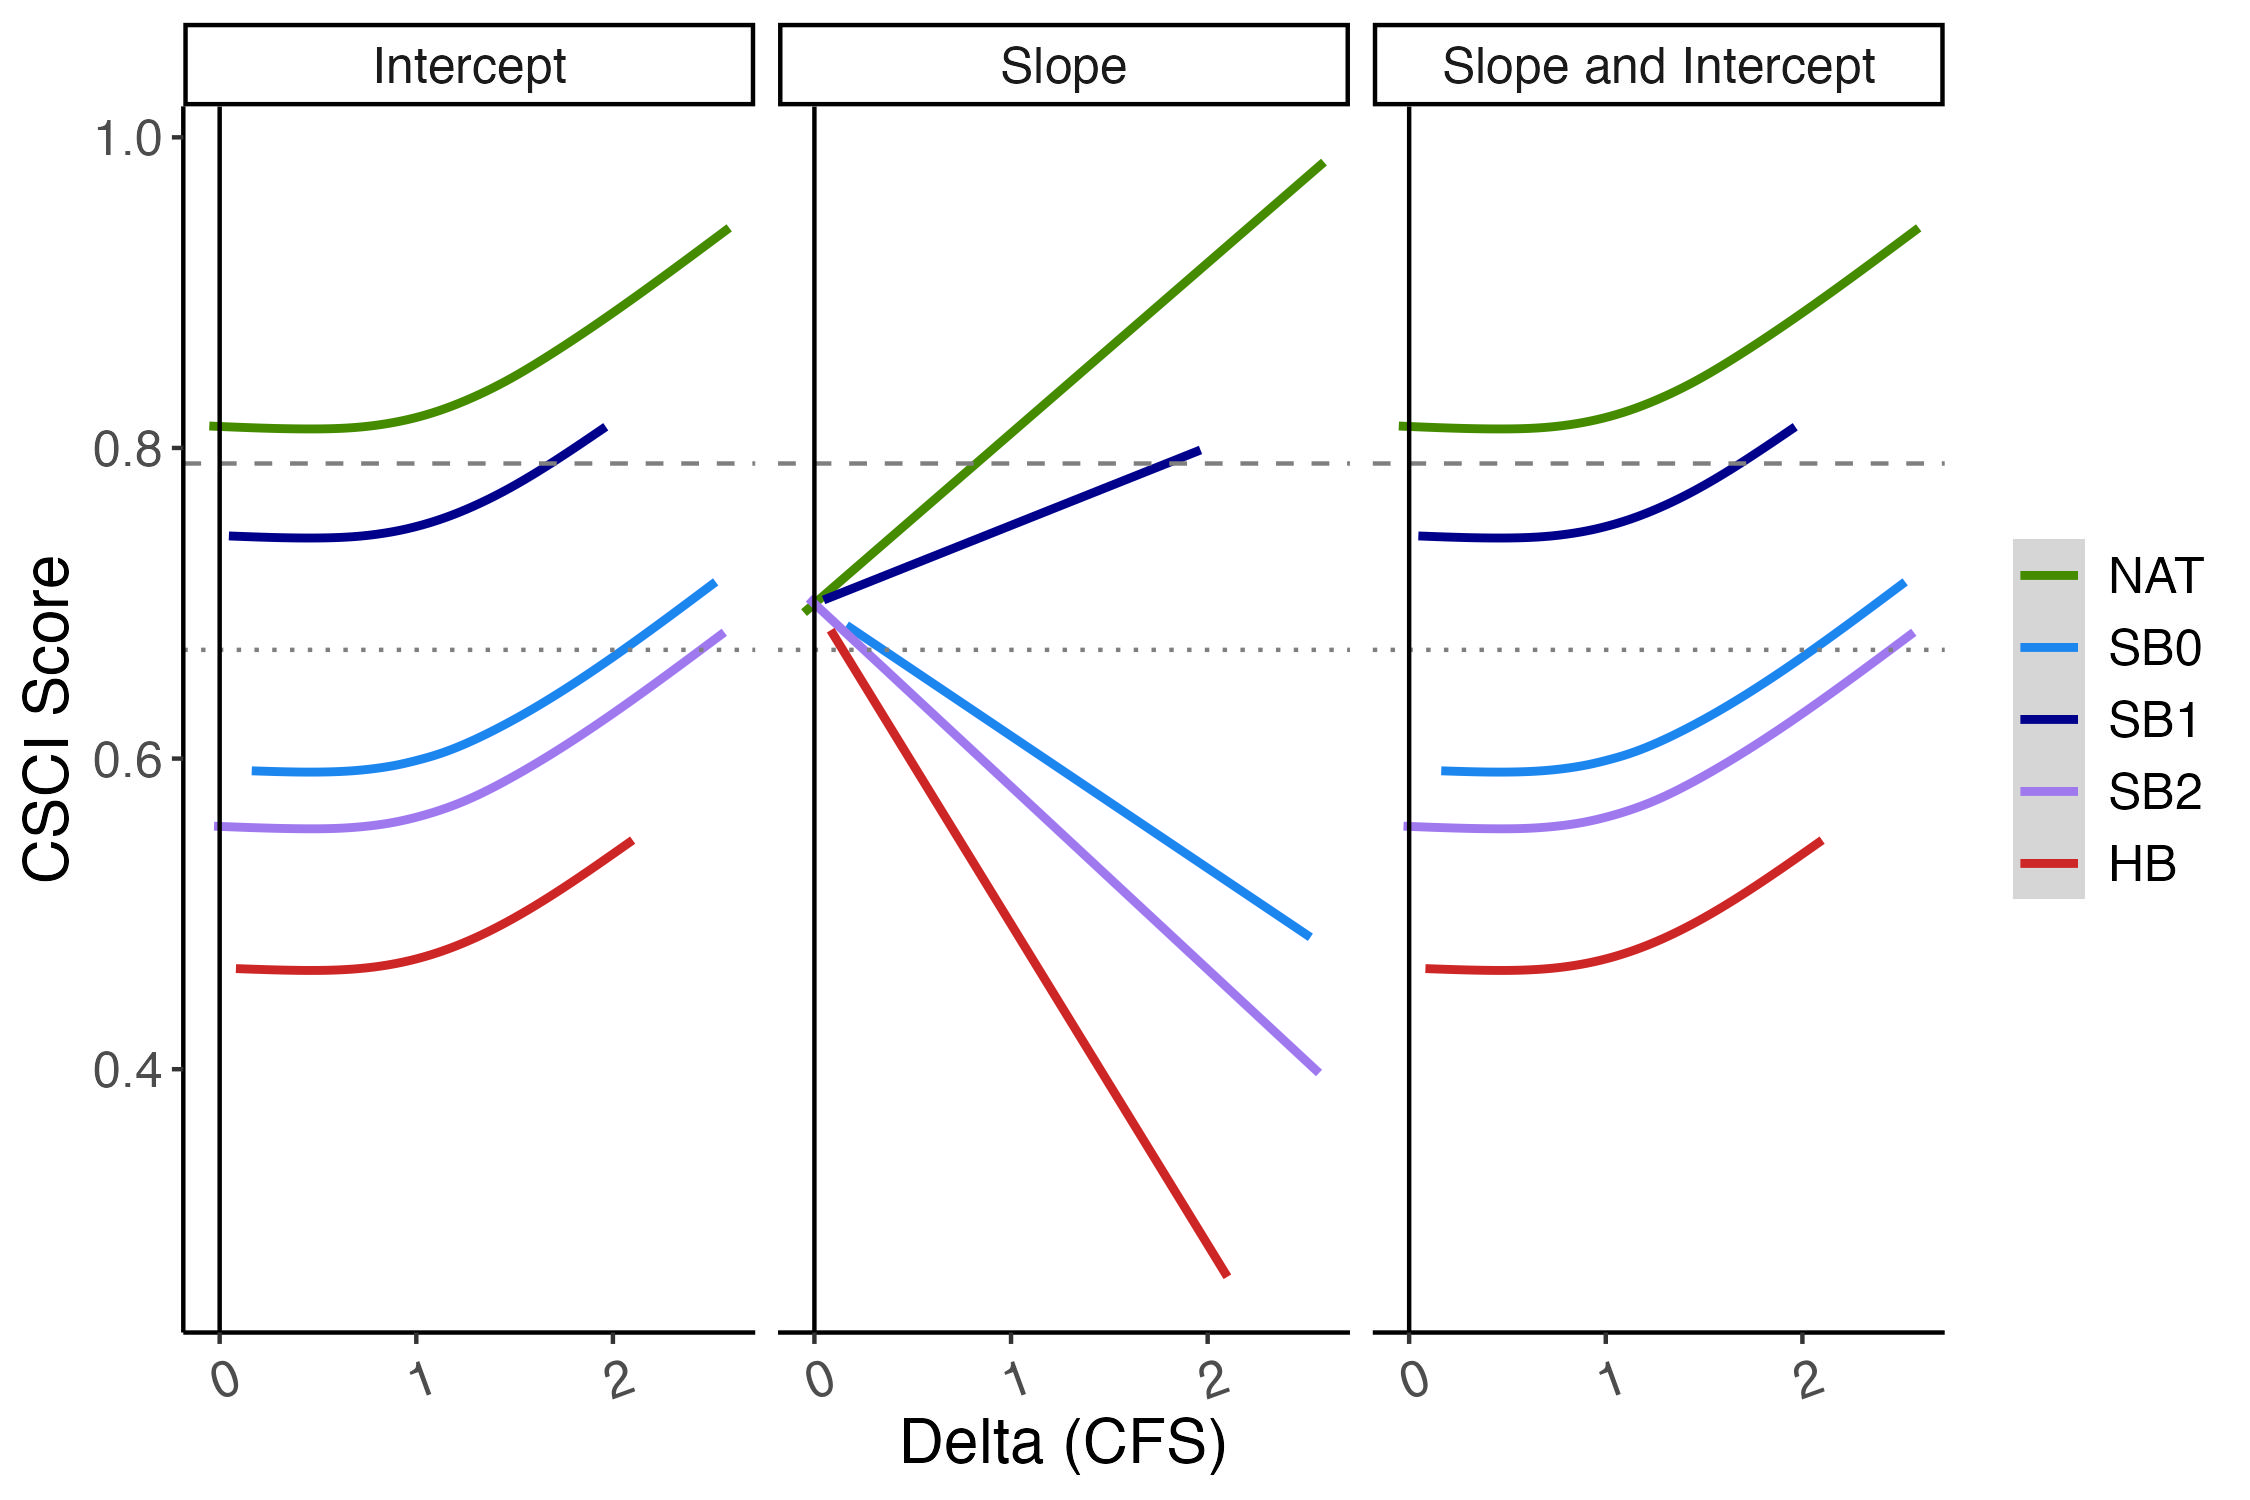 Intercept
Slope
Slope and Intercept
1.0
0.8
0.6
0.4
CSCI Score
0 1 2
0 1 2
0 1 2
Delta (CFS)
NAT
SB0
SB1
SB2
HB